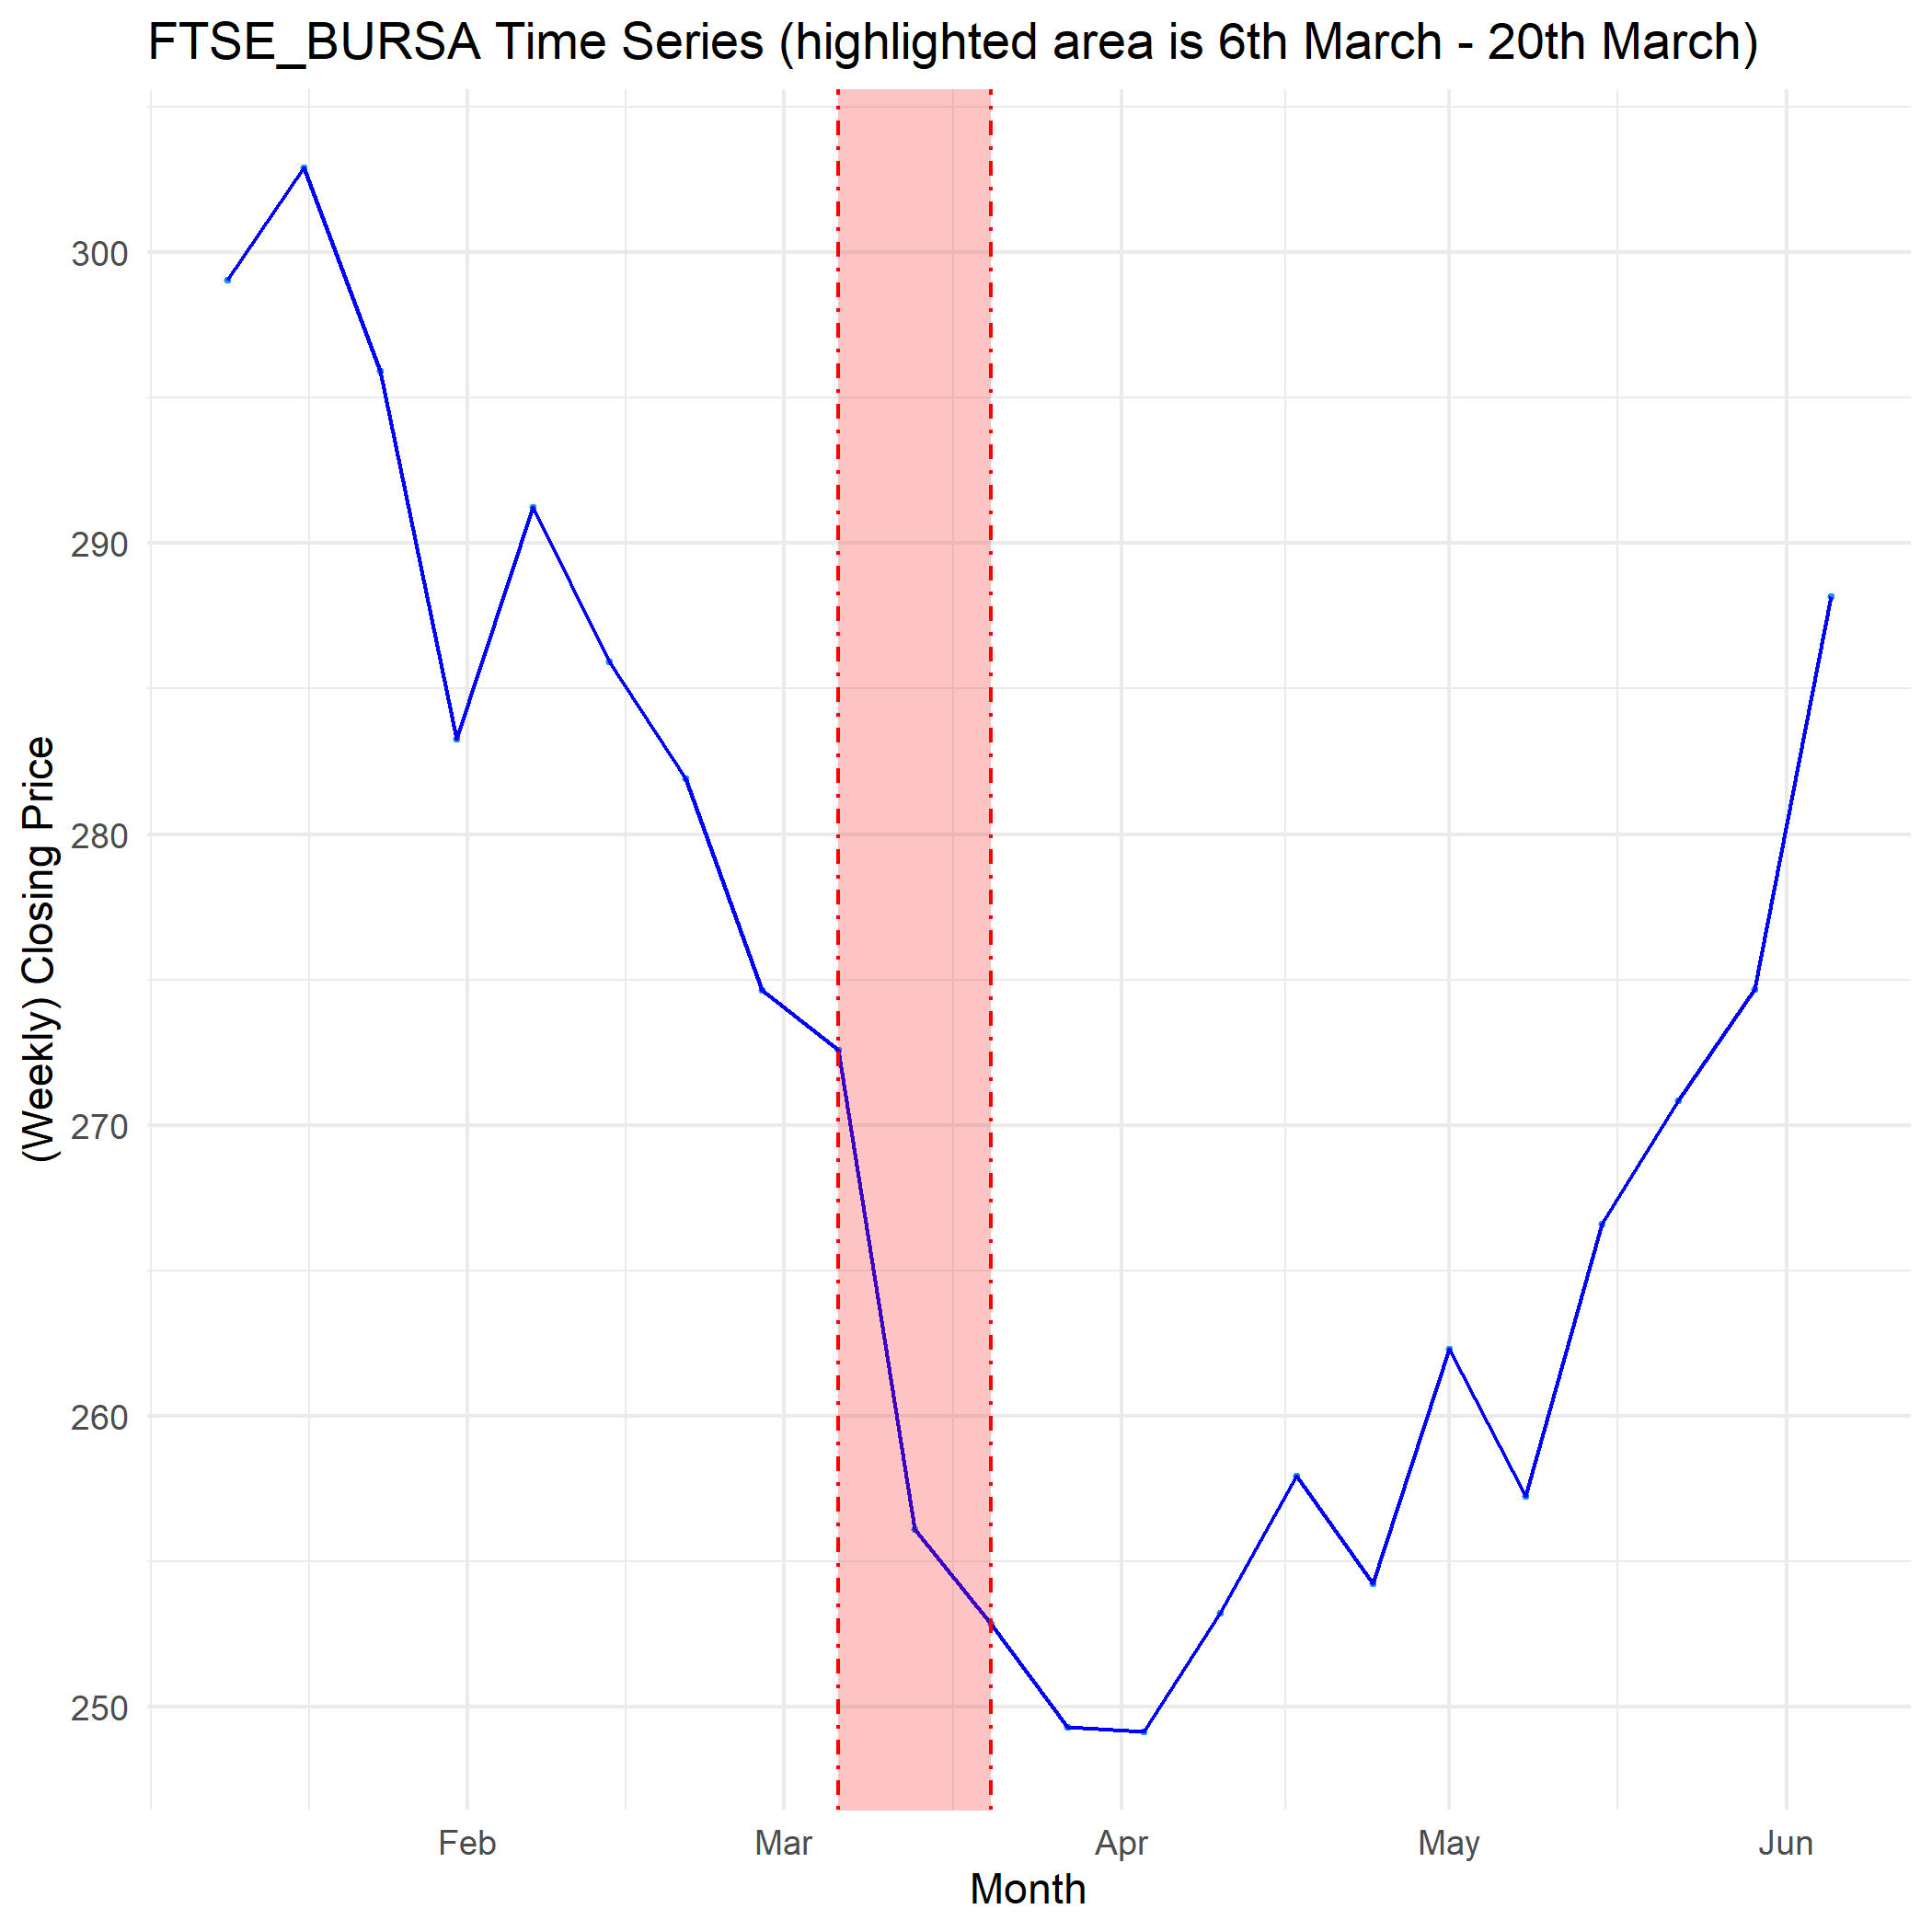 FTSE_BURSA Time Series (highlighted area is 6th March - 20th March)
(Weekly) Closing Price
300
290
280
270
260
250
Feb
Mar
Apr
May
Jun
Month